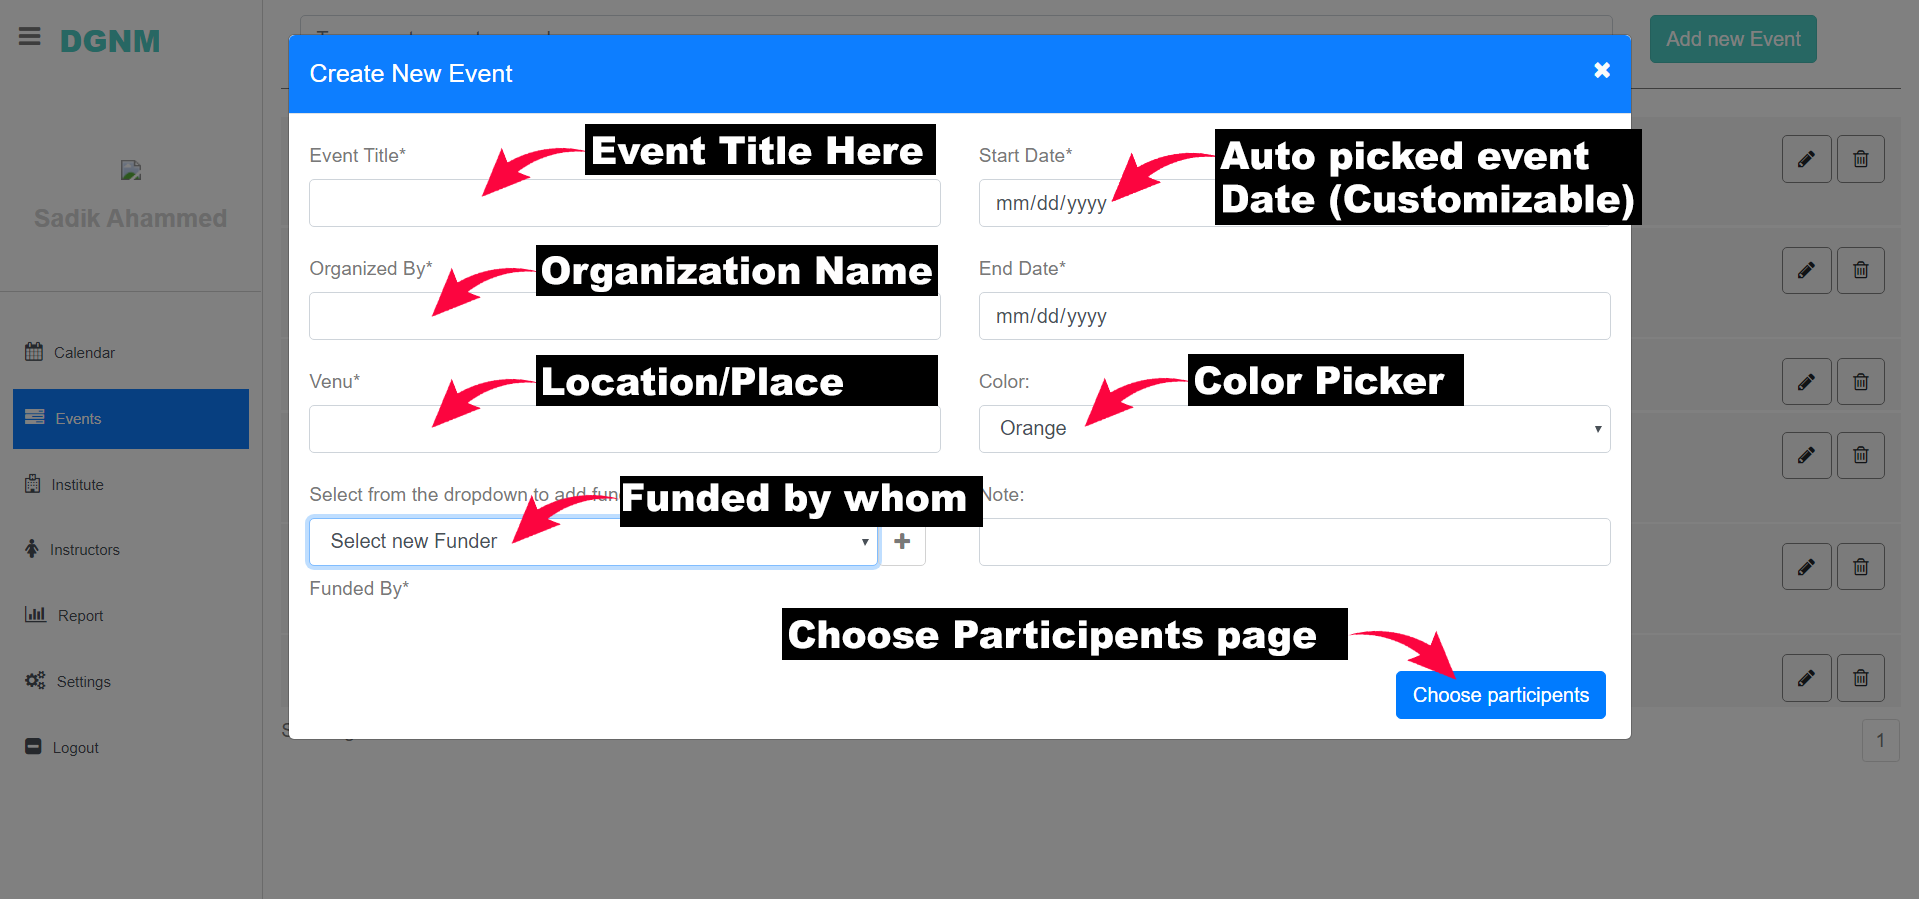 DGNM
Add new Event
Create New Event
Event Title*
Event Title Here
Start Date*
Auto picked event
Date (Customizable)
mm/dd/yyyy
Sadik Ahammed
Organized By*
Organization Name
End Date*
mm/dd/yyyy
Calendar
Venu*
Location/Place
Color:
Color Picker
Events
Orange
Institute
Select from the dropdown to add
Funded by whom
Note:
Select new Funder
Instructors
Funded By*
Report
Choose Participents page
Settings
Choose participents
Logout
1